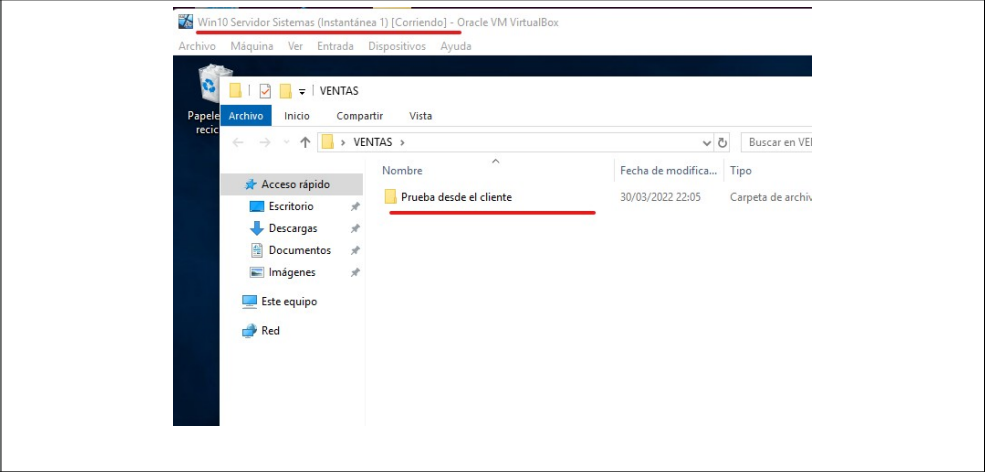 Win10 Servidor Sistemas (Instantánea 1) [Corriendo] - Oracle VM VirtualBox
Archivo Máquina Ver Entrada Dispositivos Ayuda
VENTAS
Archivo Inicio Compartir Vista
VENTAS
Buscar en VE
Nombre Fecha de modifica... Tipo
Prueba desde el cliente 30/03/2022 22:05 Carpeta de archiv
Acceso rápido
Escritorio
Descargas
Documentos
Imágenes
Este equipo
Red
Papele
recic